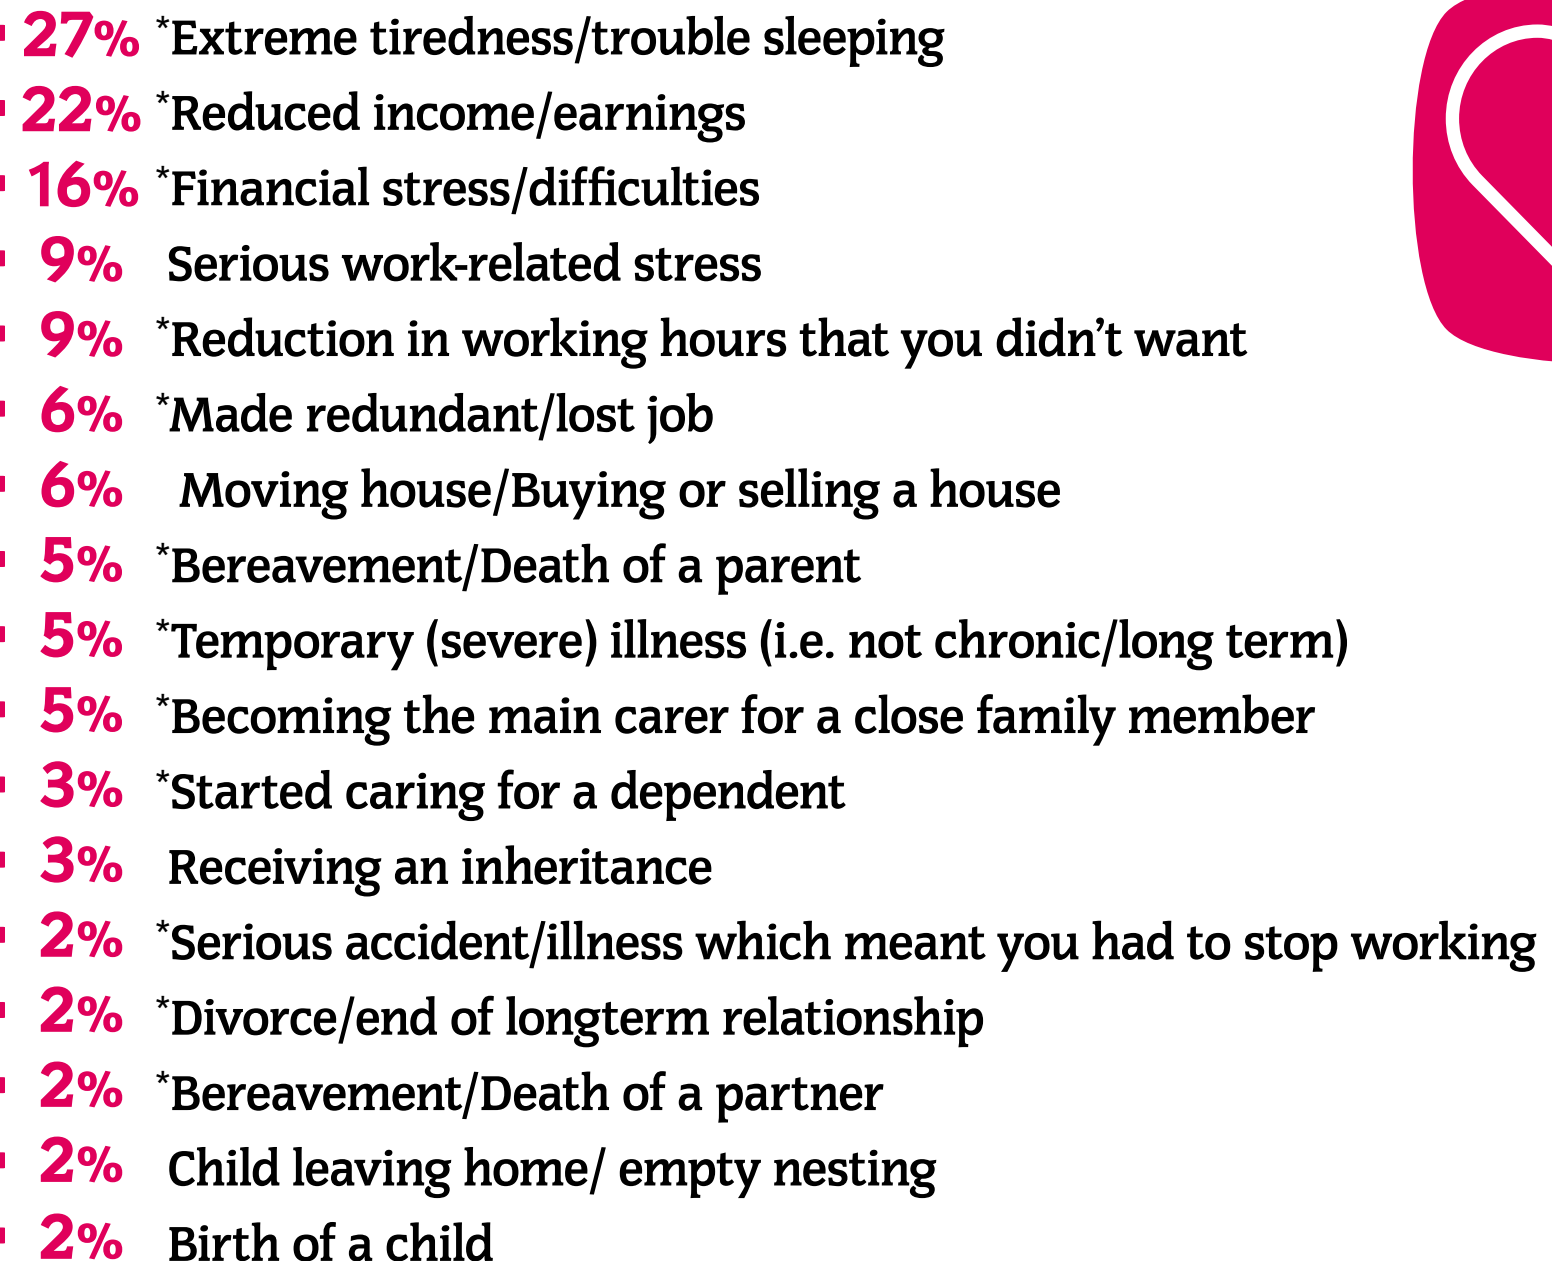 27% *Extreme tiredness/trouble sleeping
22% *Reduced income/earnings
16% *Financial stress/difficulties
9% Serious work-related stress
9% *Reduction in working hours that you didn’t want
6% *Made redundant/lost job
6% Moving house/Buying or selling a house
5% *Bereavement/Death of a parent
5% *Temporary (severe) illness (i.e. not chronic/long term)
5% *Becoming the main carer for a close family member
3% *Started caring for a dependent
3% Receiving an inheritance
2% *Serious accident/illness which meant you had to stop working
2% *Divorce/end of longterm relationship
2% *Bereavement/Death of a partner
2% Child leaving home/ empty nesting
2% Birth of a child